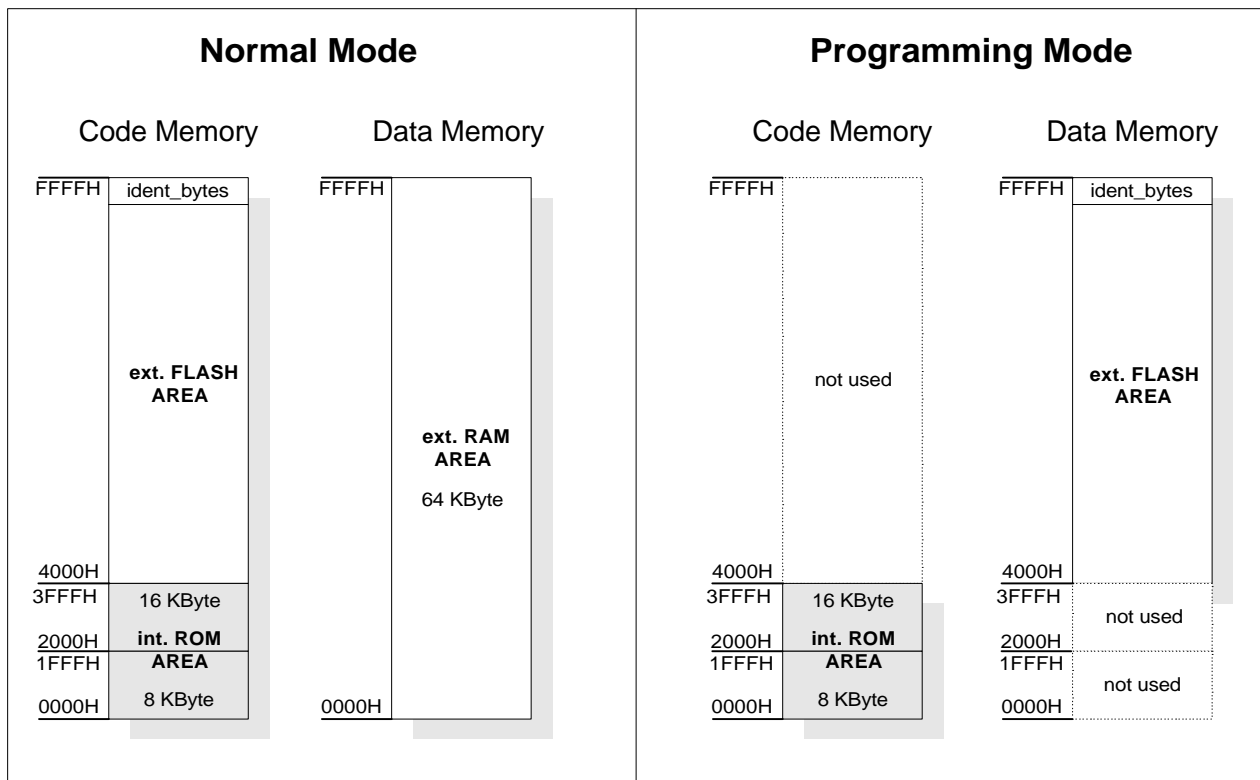 Normal Mode
Code Memory
Data Memory
FFFFH
ident_bytes
ext. FLASH
AREA
4000H
3FFFH
16 KByte
2000H
int. ROM
1FFFH
AREA
8 KByte
0000H
FFFFH
ext. RAM
AREA
64 KByte
0000H
Programming Mode
Code Memory
Data Memory
FFFFH
not used
4000H
3FFFH
16 KByte
2000H
int. ROM
1FFFH
AREA
8 KByte
0000H
FFFFH
ident_bytes
ext. FLASH
AREA
4000H
3FFFH
not used
2000H
1FFFH
not used
0000H